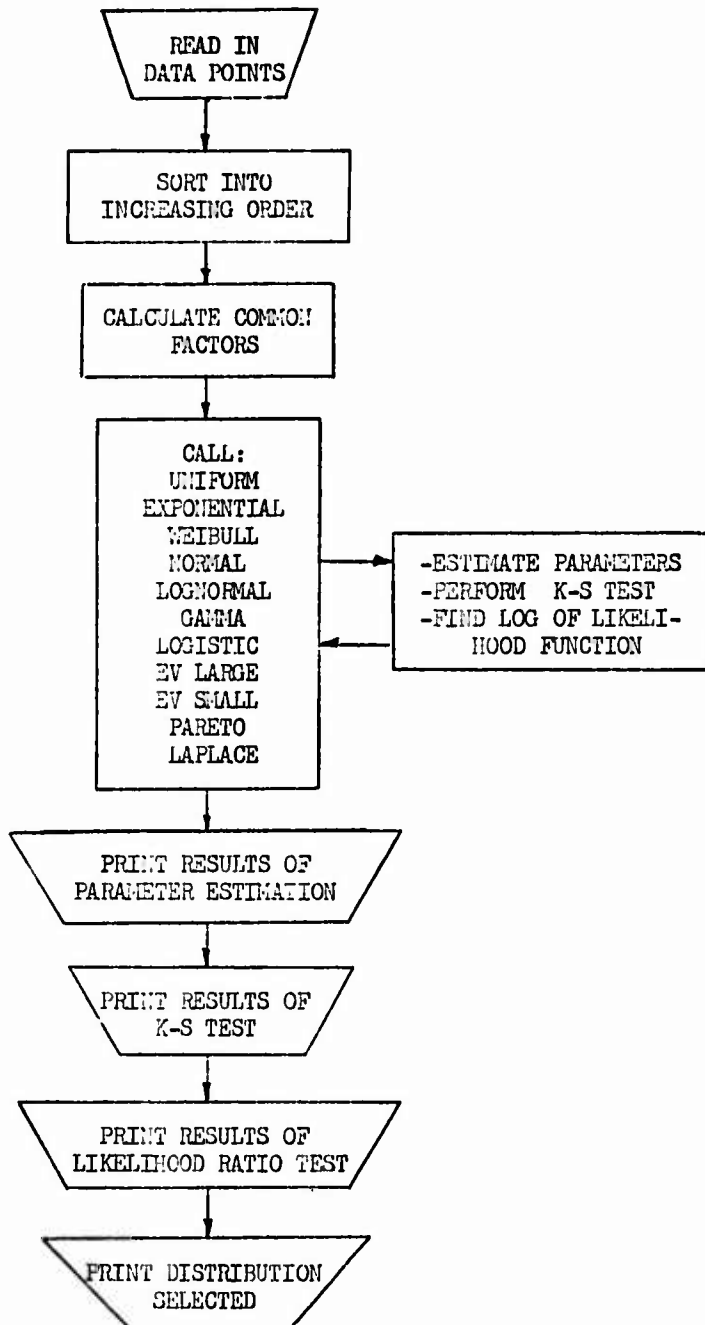 READ IN
DATA POINTS
SORT INTO
INCREASING ORDER
CALCULATE COMMON
FACTORS
CALL:
UNIFORM
EXPONENTIAL
WEIBULL
NORMAL
LOGNORMAL
GAMMA
LOGISTIC
EV LARGE
EV SMALL
PARETO
LAPLACE
-ESTIMATE PARAMETERS
-PERFORM K-S TEST
-FIND LOG OF LIKELI-
HOOD FUNCTION
PRINT RESULTS OF
PARAMETER ESTIMATION
PRINT RESULTS OF
K-S TEST
PRINT RESULTS OF
LIKELIHOOD RATIO TEST
PRINT DISTRIBUTION
SELECTED